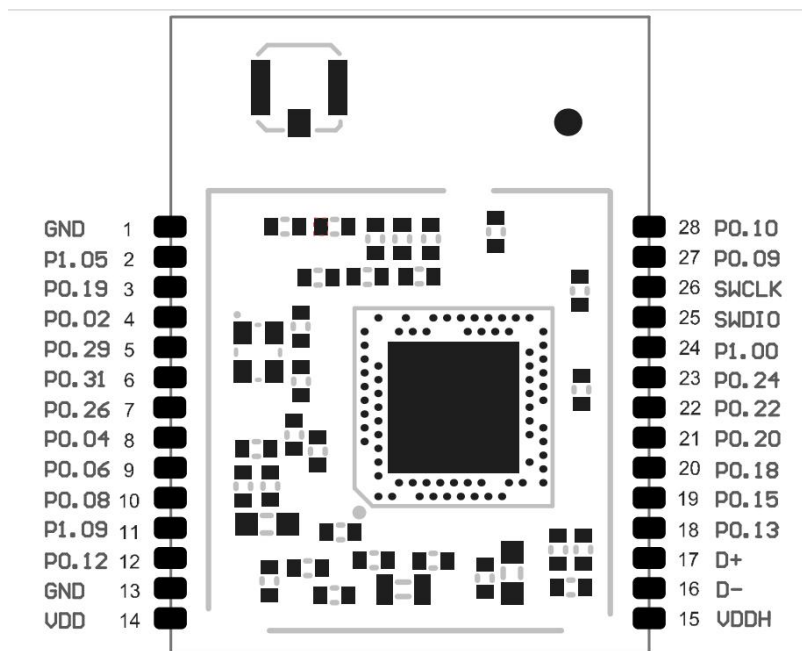 GND 1
P1.05 2
P0.19 3
P0.02 4
P0.29 5
P0.31 6
P0.26 7
P0.04 8
P0.06 9
P0.08 10
P1.09 11
P0.12 12
GND 13
VDD 14
28 P0.10
27 P0.09
26 SWCLK
25 SWDIO
24 P1.00
23 P0.24
22 P0.22
21 P0.20
20 P0.18
19 P0.15
18 P0.13
17 D+
16 D-
15 VDDH